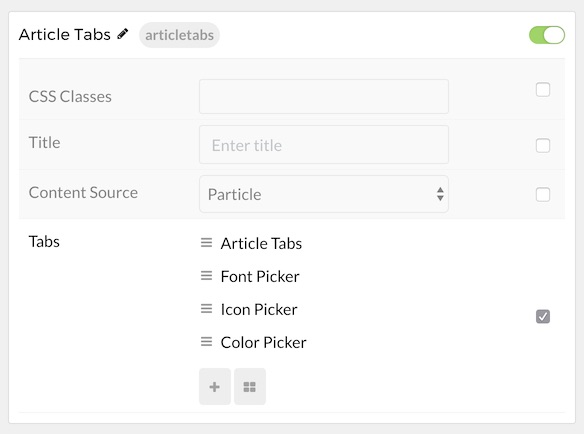 Article Tabs articletabs
CSS Classes
Title Enter title
Content Source Particle
Tabs Article Tabs
Font Picker
Icon Picker
Color Picker
+